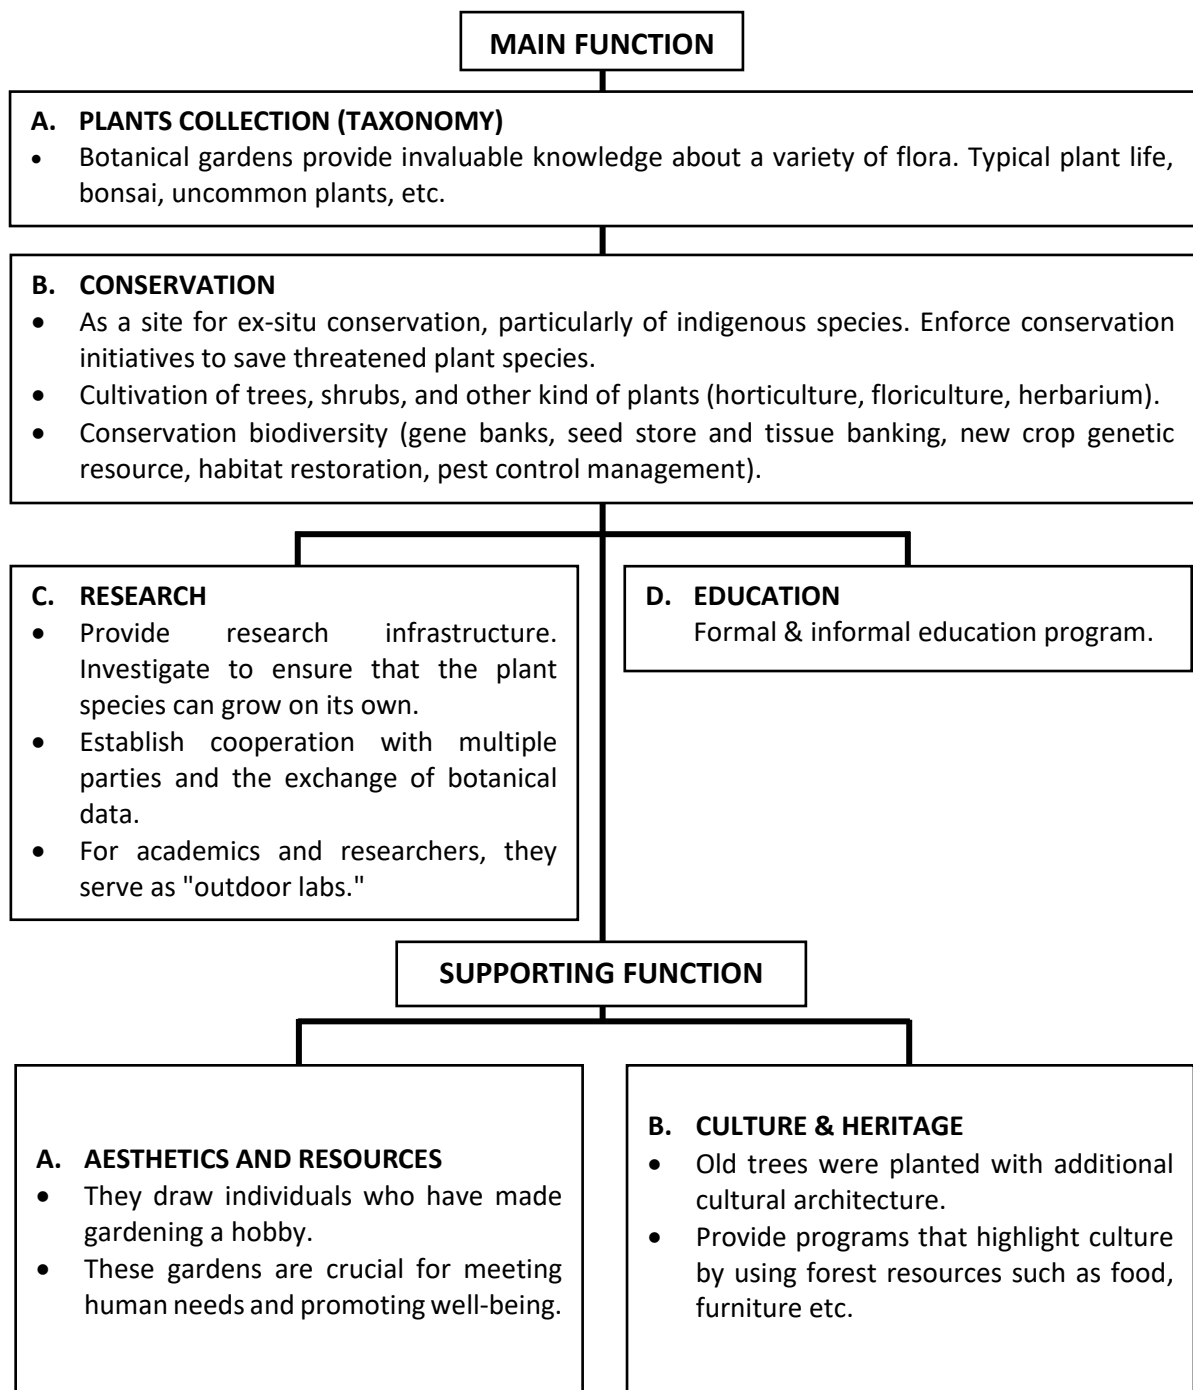 MAIN FUNCTION
A. PLANTS COLLECTION (TAXONOMY)
• Botanical gardens provide invaluable knowledge about a variety of flora. Typical plant life,
bonsai, uncommon plants, etc.
B. CONSERVATION
• As a site for ex-situ conservation, particularly of indigenous species. Enforce conservation
initiatives to save threatened plant species.
• Cultivation of trees, shrubs, and other kind of plants (horticulture, floriculture, herbarium).
• Conservation biodiversity (gene banks, seed store and tissue banking, new crop genetic
resource, habitat restoration, pest control management).
C. RESEARCH
• Provide research infrastructure.
Investigate to ensure that the plant
species can grow on its own.
• Establish cooperation with multiple
parties and the exchange of botanical
data.
• For academics and researchers, they
serve as "outdoor labs."
D. EDUCATION
Formal & informal education program.
SUPPORTING FUNCTION
A. AESTHETICS AND RESOURCES
• They draw individuals who have made
gardening a hobby.
• These gardens are crucial for meeting
human needs and promoting well-being.
B. CULTURE & HERITAGE
• Old trees were planted with additional
cultural architecture.
• Provide programs that highlight culture
by using forest resources such as food,
furniture etc.